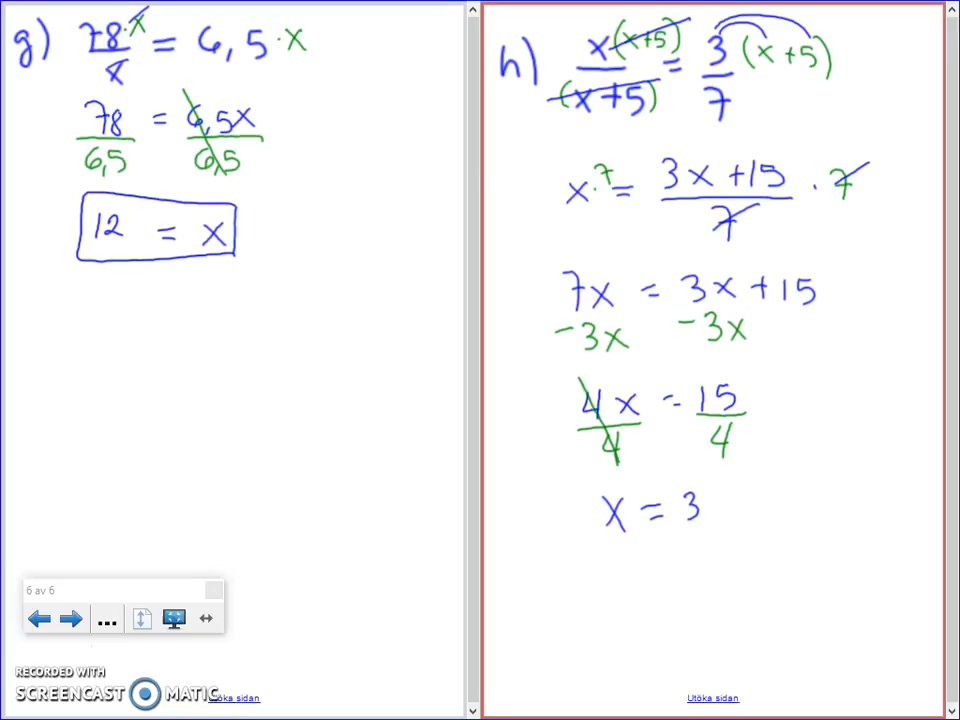 g) 78·x/x = 6,5·x
78/6,5 = 6,5x/6,5
12 = x
h) x(x+5)/(x+5) = 3/7 (x+5)
x·7 = 3x+15/7 · 7
7x = 3x+15
-3x -3x
4x/4 = 15/4
x = 3
6 av 6
...
RECORDED WITH
SCREENCAST MATIC
Utöka sidan
Utöka sidan